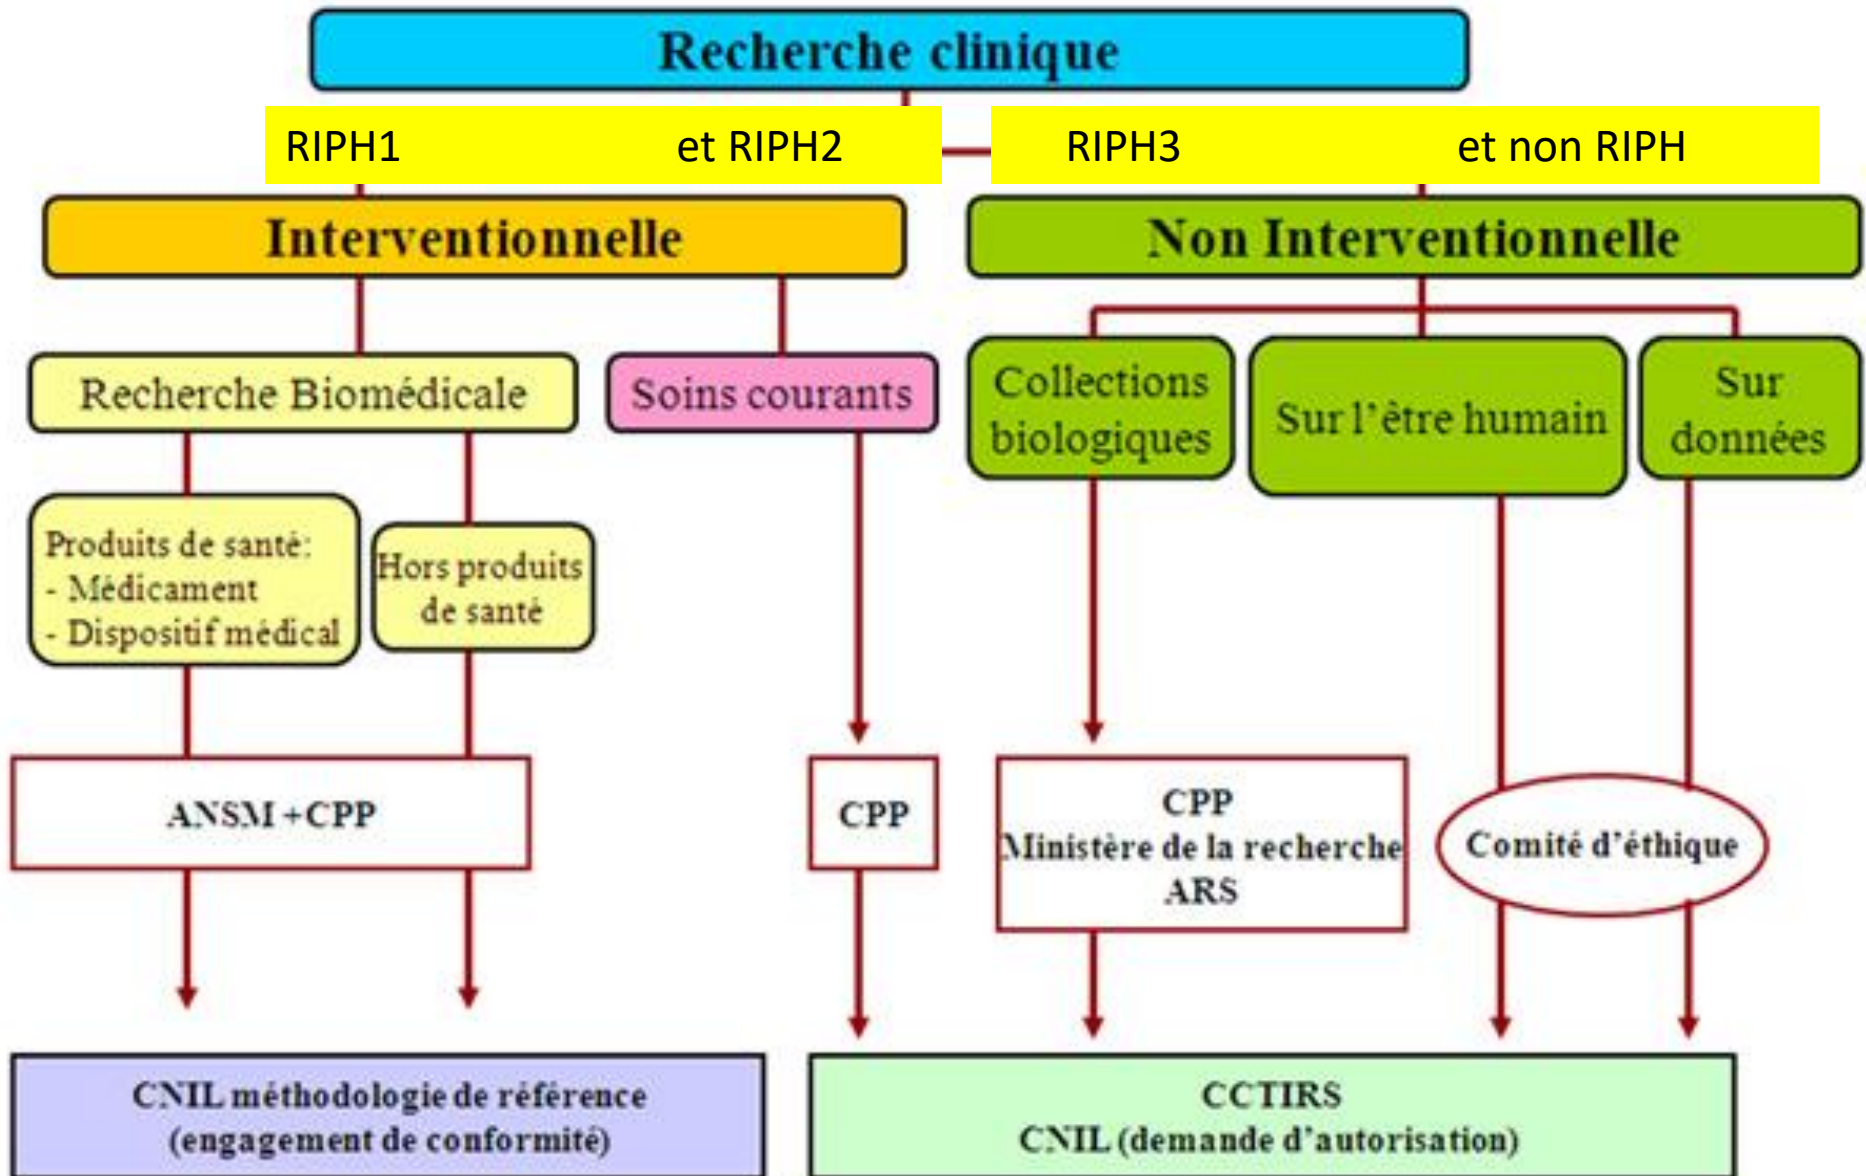 Recherche clinique
RIPH1 et RIPH2 RIPH3 et non RIPH
Interventionnelle
Non Interventionnelle
Recherche Biomédicale
Soins courants
Collections
biologiques
Sur l'être humain
Sur
données
Produits de santé:
- Médicament
- Dispositif médical
Hors produits
de santé
ANSM +CPP
CPP
CPP
Ministère de la recherche
ARS
Comité d'éthique
CNIL méthodologie de référence
(engagement de conformité)
CCTIRS
CNIL (demande d'autorisation)